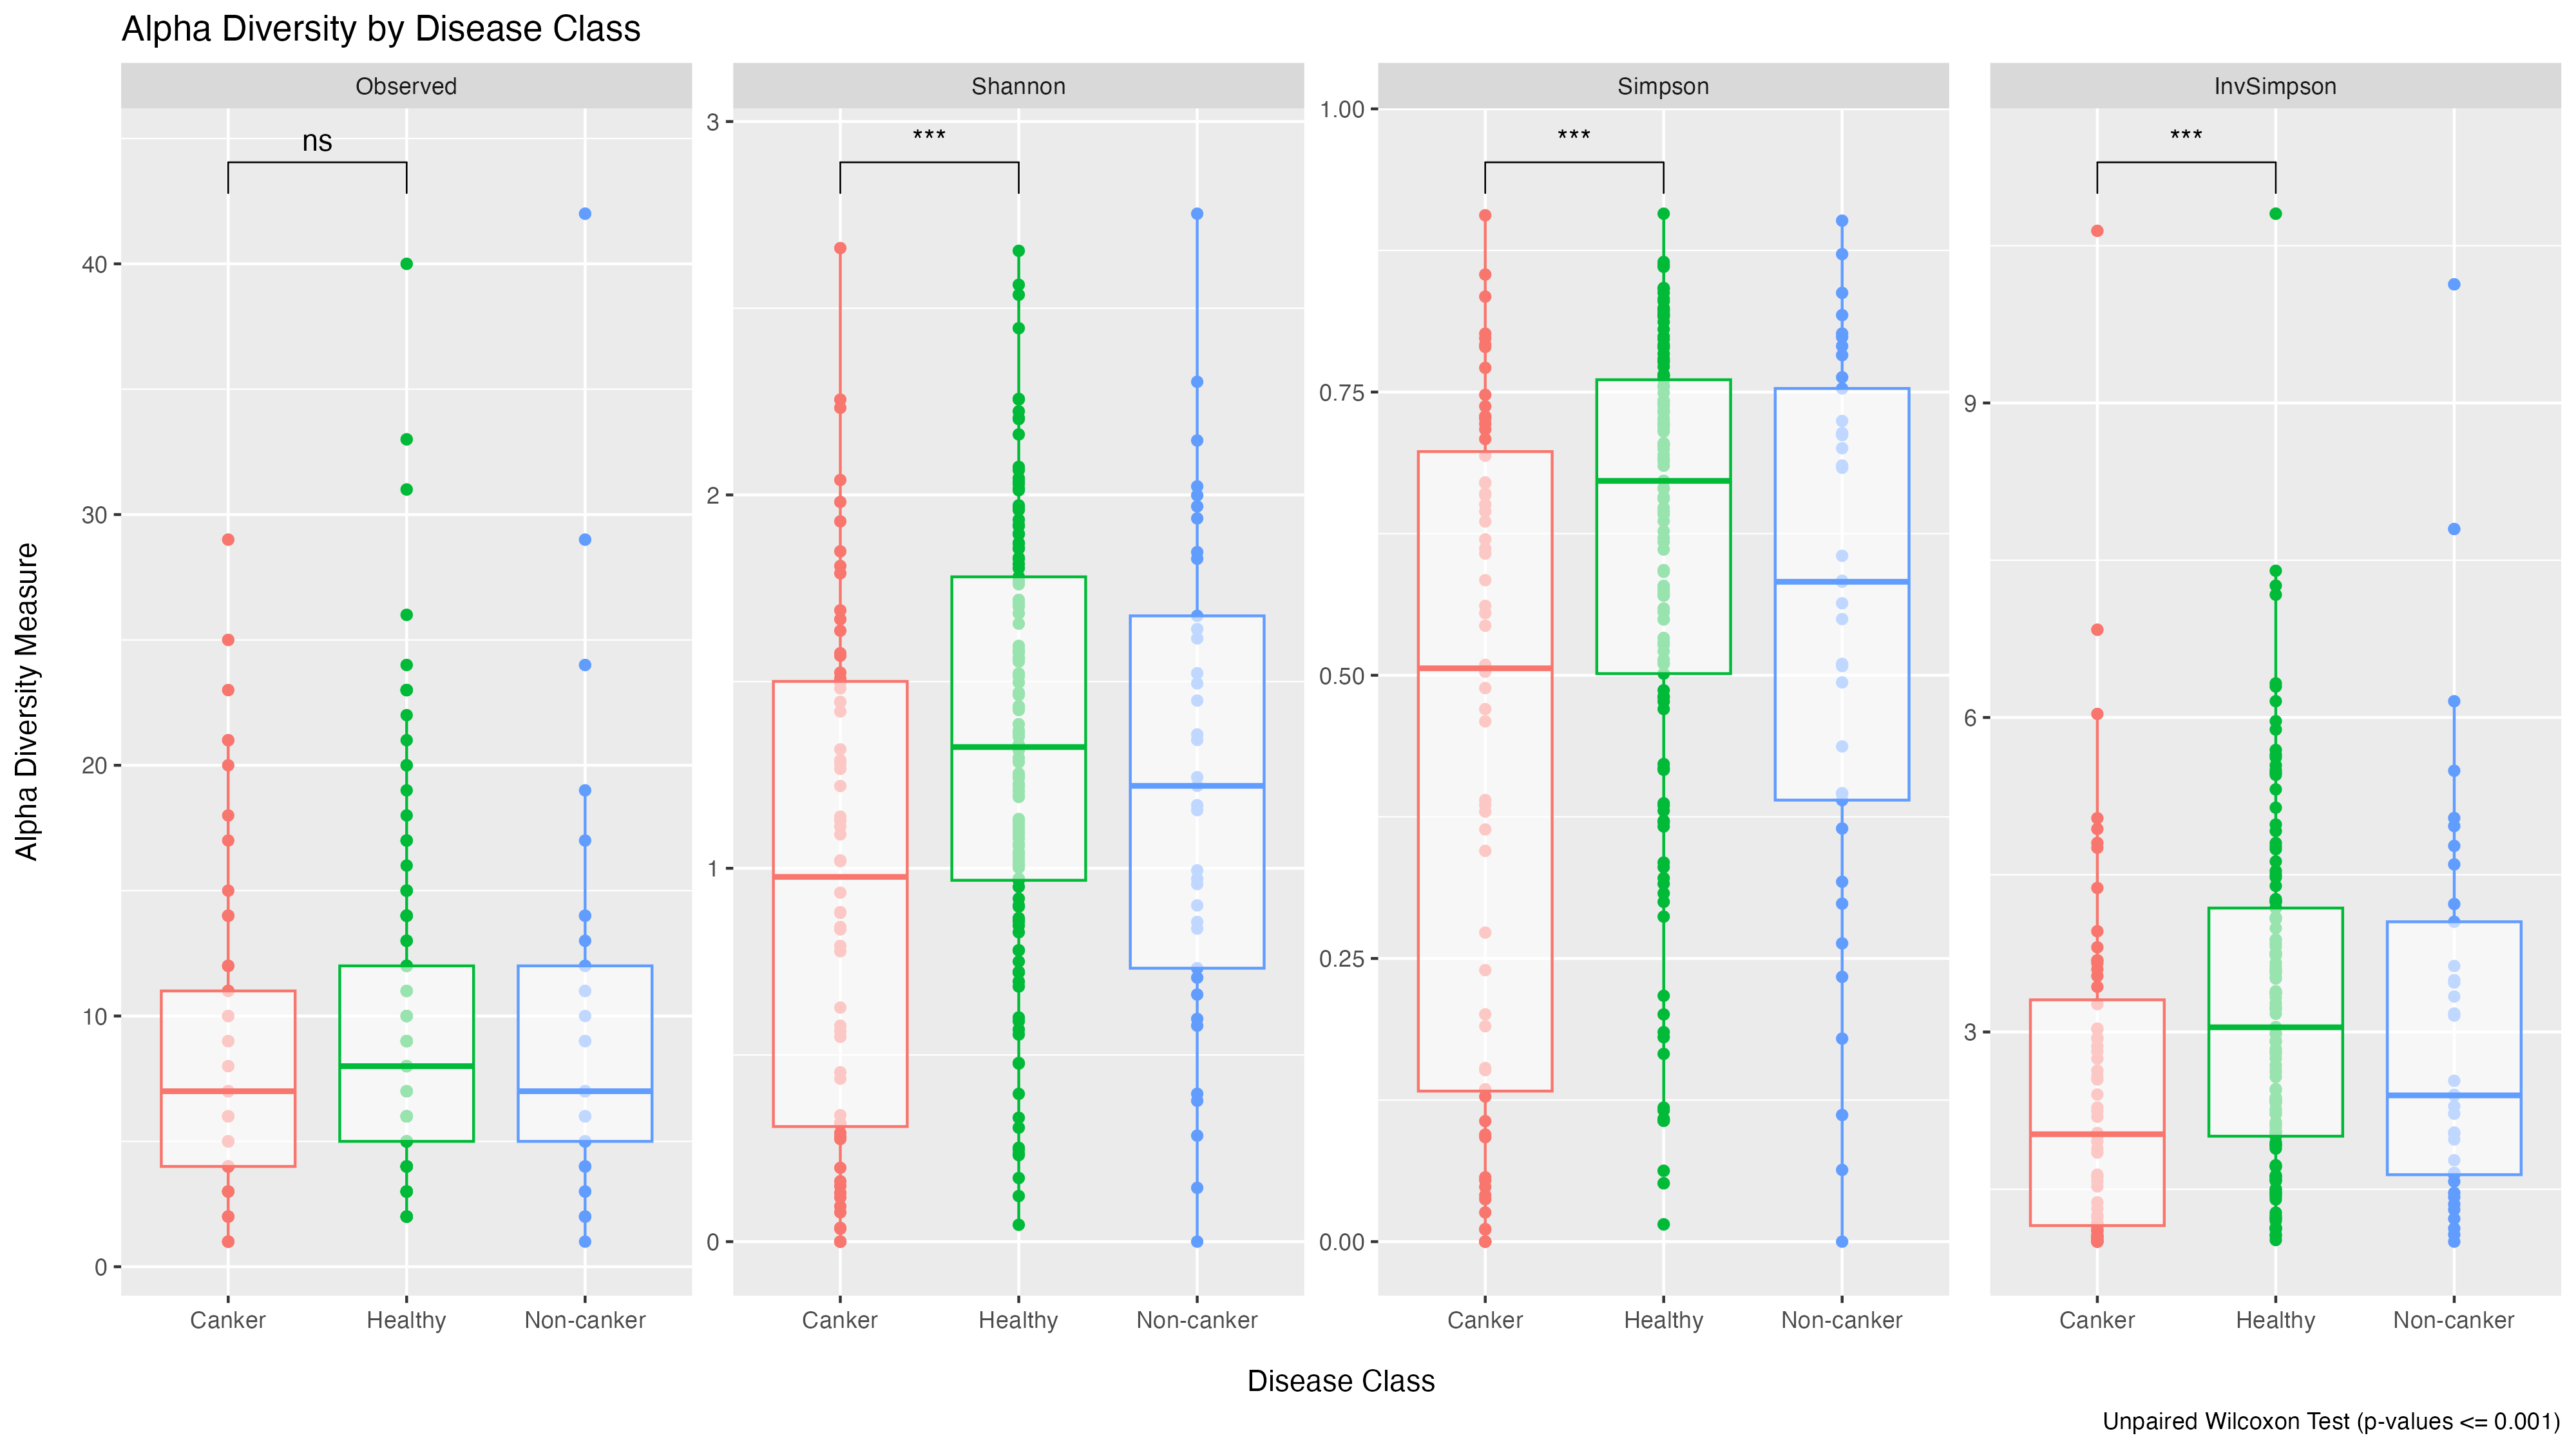 Alpha Diversity by Disease Class
Observed
Shannon
Simpson
InvSimpson
ns
***
***
***
40
30
20
10
0
3
2
1
0
1.00
0.75
0.50
0.25
0.00
9
6
3
Alpha Diversity Measure
Canker Healthy Non-canker
Canker Healthy Non-canker
Canker Healthy Non-canker
Canker Healthy Non-canker
Disease Class
Unpaired Wilcoxon Test (p-values <= 0.001)